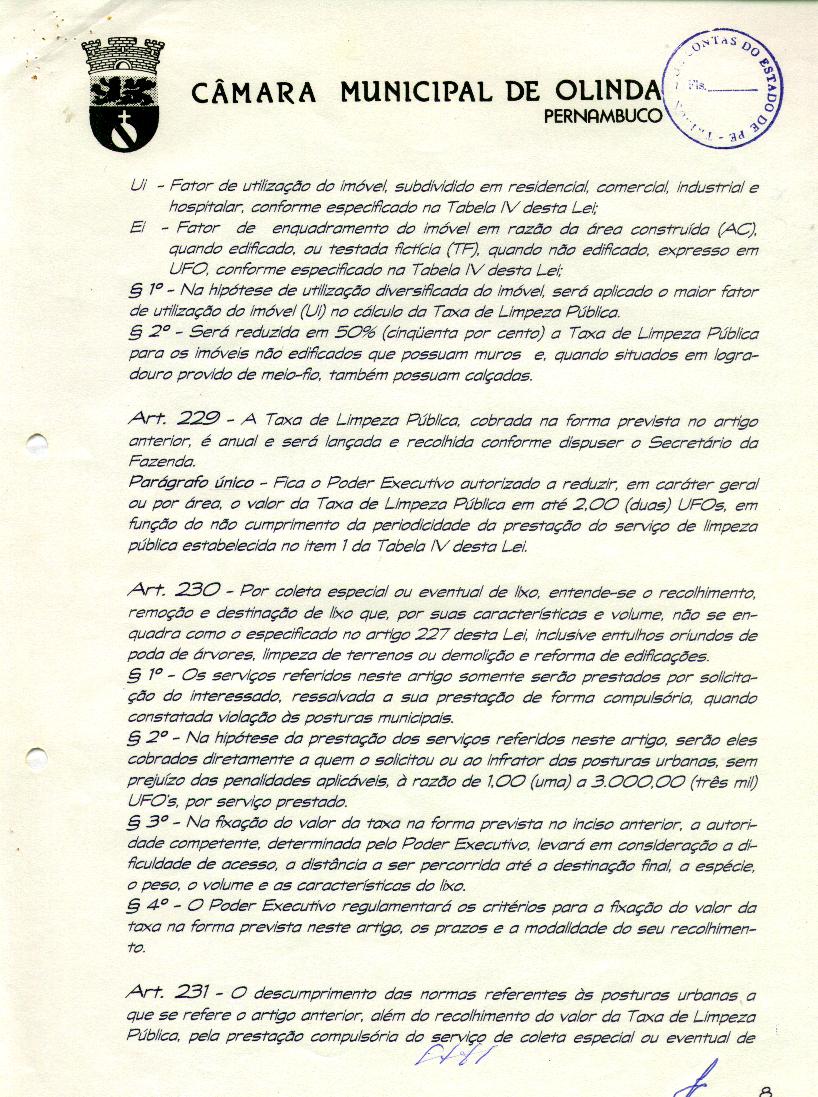 CÂMARA MUNICIPAL DE OLINDA
PERNAMBUCO
CONTAS DO ESTADO DE PE -
Fls.
Ui - Fator de utilização do imóvel, subdividido em residencial, comercial, industrial e
hospitalar, conforme especificado na Tabela IV desta Lei;
Ei - Fator de enquadramento do imóvel em razão da área construída (AC),
quando edificado, ou testada fictícia (TF), quando não edificado, expresso em
UFO, conforme especificado na Tabela IV desta Lei;
§ 1º - Na hipótese de utilização diversificada do imóvel, será aplicado o maior fator
de utilização do imóvel (Ui) no cálculo da Taxa de Limpeza Pública.
§ 2º - Será reduzida em 50% (cinqüenta por cento) a Taxa de Limpeza Pública
para os imóveis não edificados que possuam muros e, quando situados em logra-
douro provido de meio-fio, também possuam calçadas.
Art. 229 - A Taxa de Limpeza Pública, cobrada na forma prevista no artigo
anterior, é anual e será lançada e recolhida conforme dispuser o Secretário da
Fazenda.
Parágrafo único - Fica o Poder Executivo autorizado a reduzir, em caráter geral
ou por área, o valor da Taxa de Limpeza Pública em até 2,00 (duas) UFOs, em
função do não cumprimento da periodicidade da prestação do serviço de limpeza
pública estabelecida no item 1 da Tabela IV desta Lei.
Art. 230 - Por coleta especial ou eventual de lixo, entende-se o recolhimento,
remoção e destinação de lixo que, por suas características e volume, não se en-
quadra como o especificado no artigo 227 desta Lei, inclusive entulhos oriundos de
poda de árvores, limpeza de terrenos ou demolição e reforma de edificações.
§ 1º - Os serviços referidos neste artigo somente serão prestados por solicita-
ção do interessado, ressalvada a sua prestação de forma compulsória, quando
constatada violação às posturas municipais.
§ 2º - Na hipótese da prestação dos serviços referidos neste artigo, serão eles
cobrados diretamente a quem o solicitou ou ao infrator das posturas urbanas, sem
prejuízo das penalidades aplicáveis, à razão de 1,00 (uma) a 3.000,00 (três mil)
UFO's, por serviço prestado.
§ 3º - Na fixação do valor da taxa na forma prevista no inciso anterior, a autori-
dade competente, determinada pelo Poder Executivo, levará em consideração a di-
ficuldade de acesso, a distância a ser percorrida até a destinação final, a espécie,
o peso, o volume e as características do lixo.
§ 4º - O Poder Executivo regulamentará os critérios para a fixação do valor da
taxa na forma prevista neste artigo, os prazos e a modalidade do seu recolhimen-
to.
Art. 231 - O descumprimento das normas referentes às posturas urbanas a
que se refere o artigo anterior, além do recolhimento do valor da Taxa de Limpeza
Pública, pela prestação compulsória do serviço de coleta especial ou eventual de
8